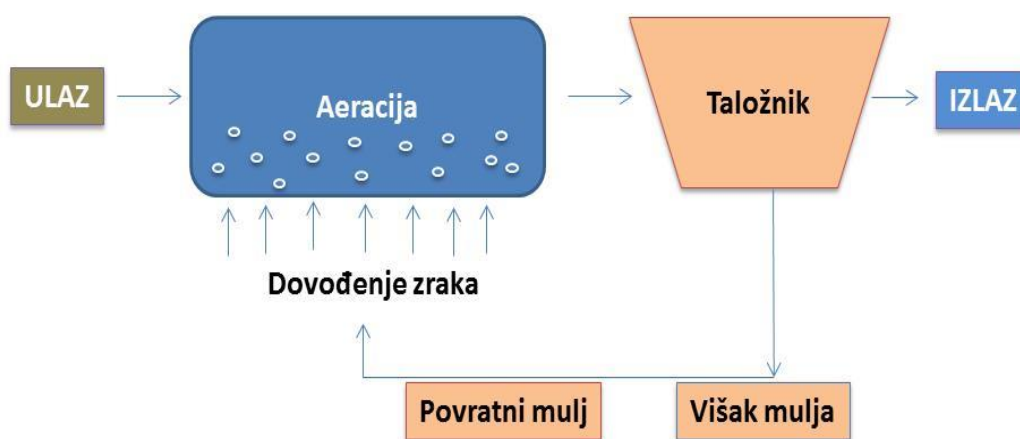 ULAZ
Aeracija
Taložnik
IZLAZ
Dovođenje zraka
Povratni mulj
Višak mulja